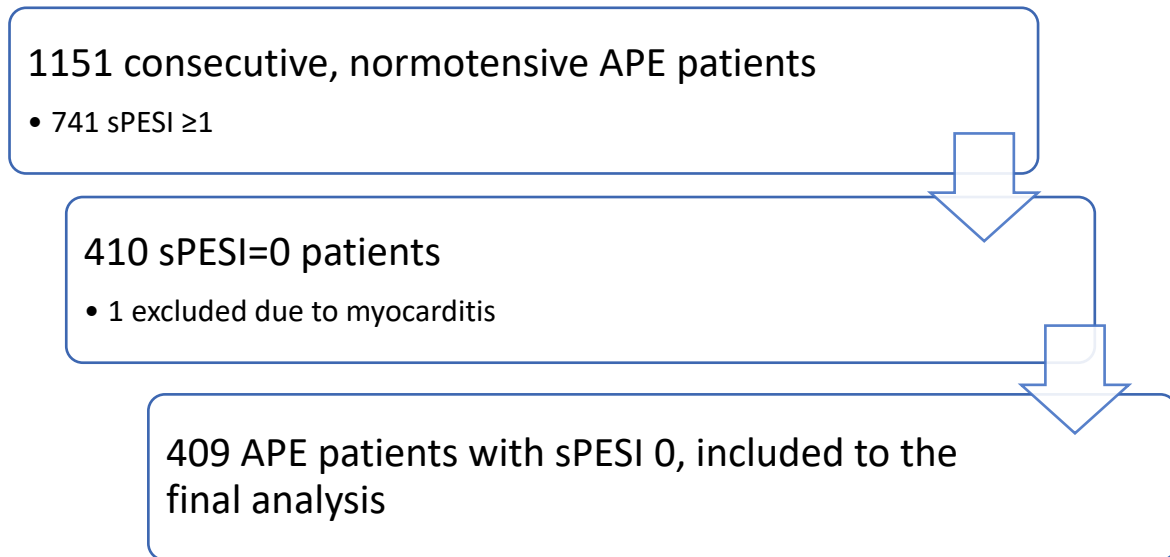 1151 consecutive, normotensive APE patients
• 741 sPESI ≥1
410 sPESI=0 patients
• 1 excluded due to myocarditis
409 APE patients with sPESI 0, included to the
final analysis